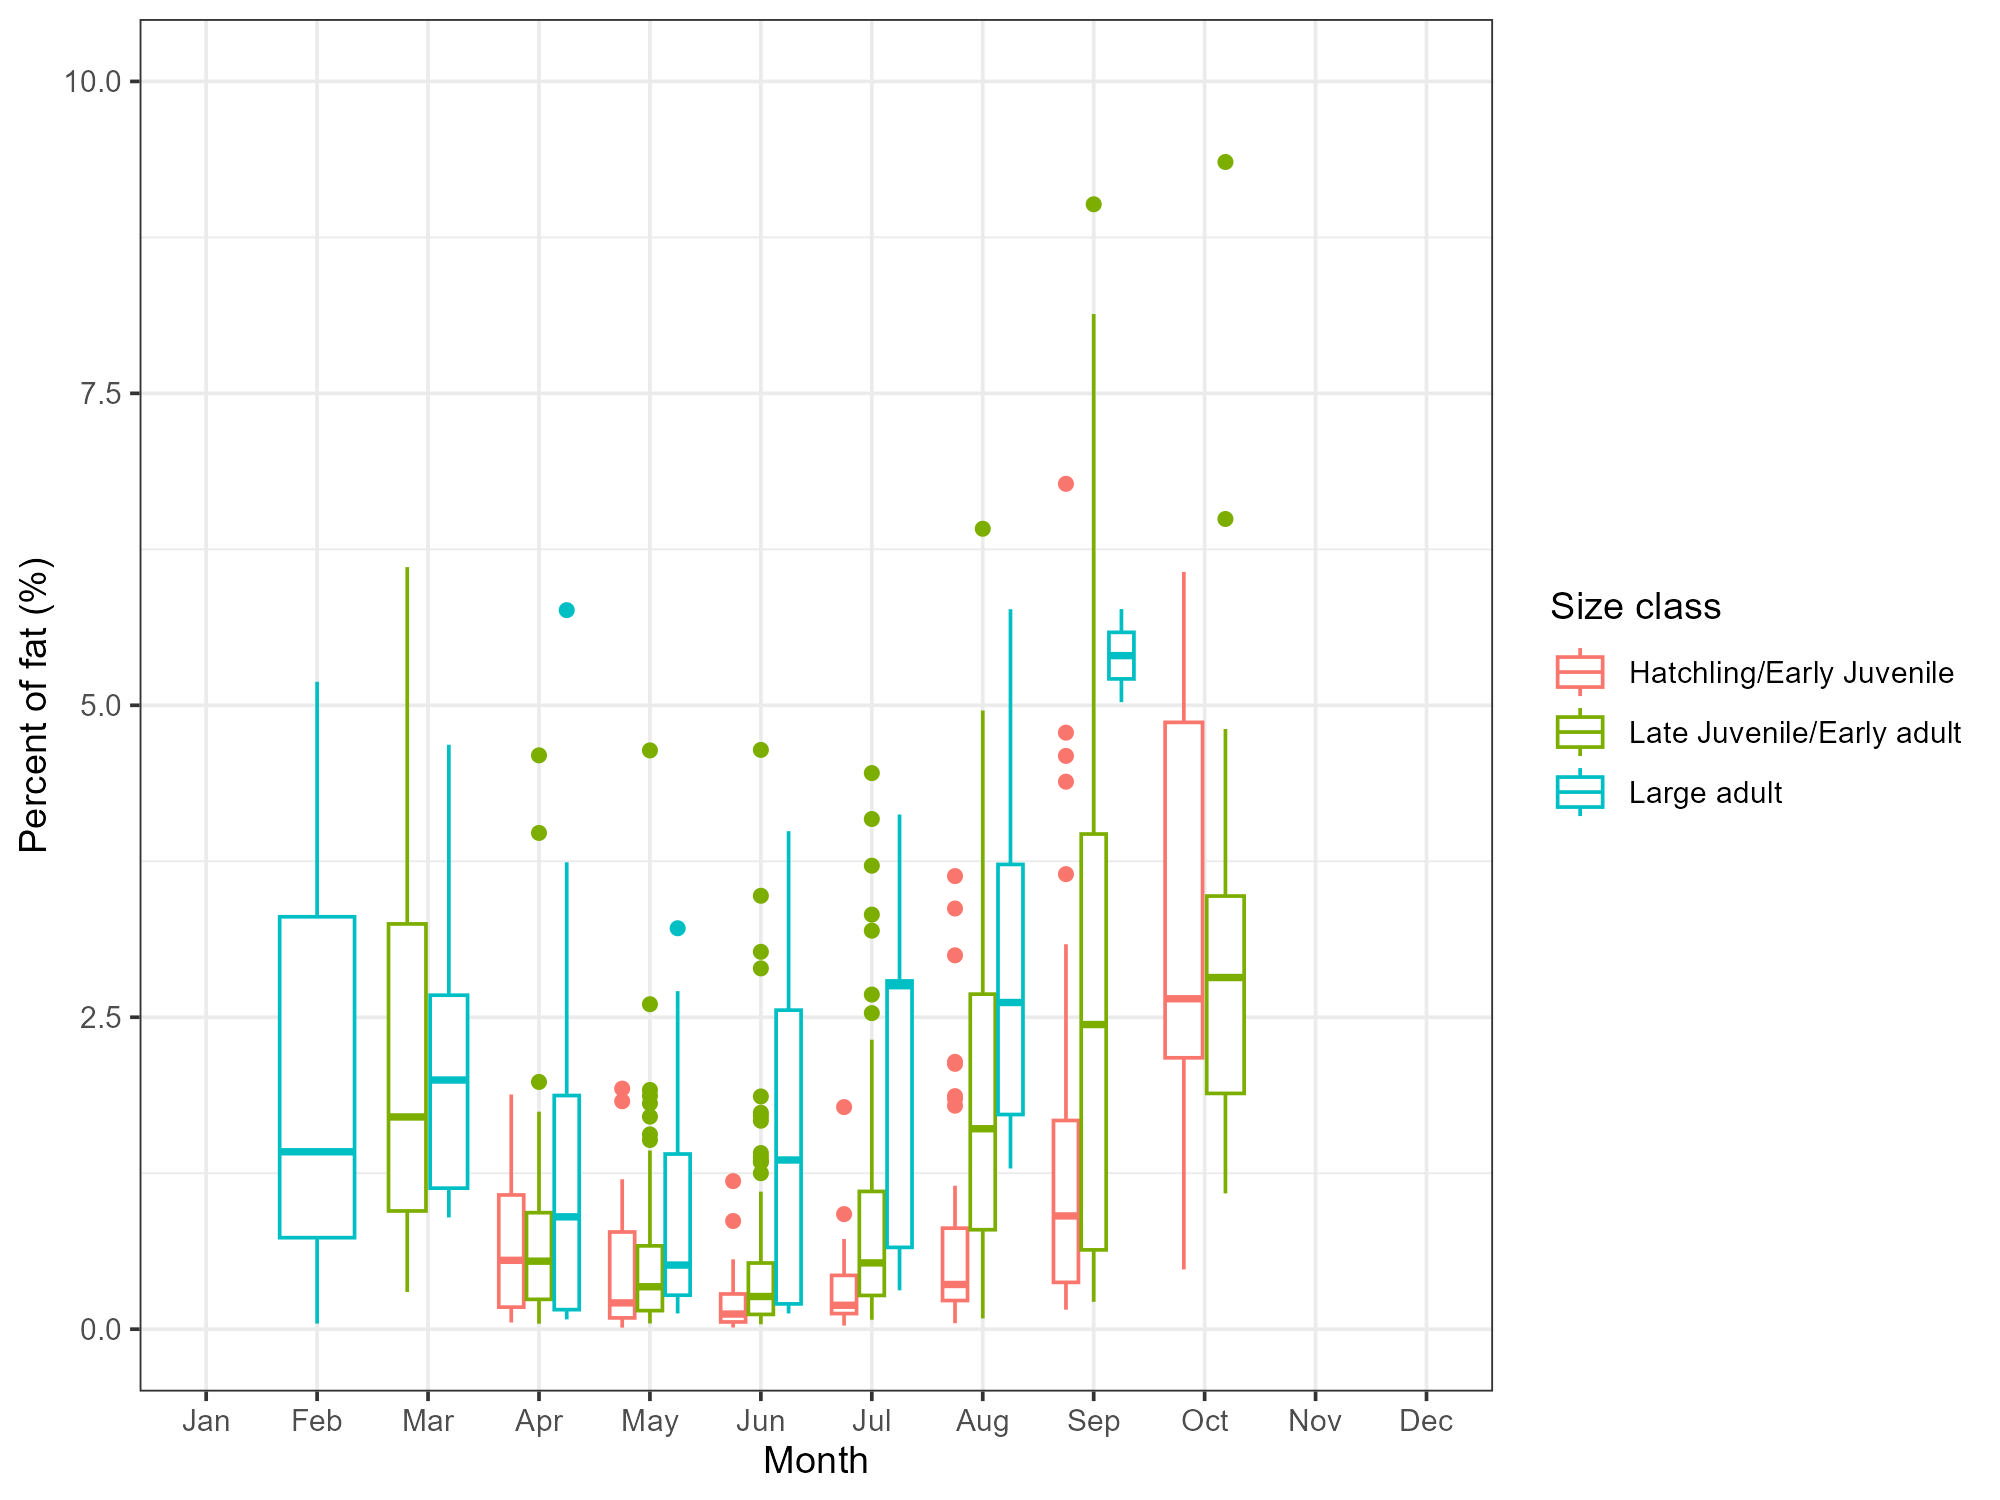 10.0
7.5
5.0
2.5
0.0
Percent of fat (%)
Jan Feb Mar Apr May Jun Jul Aug Sep Oct Nov Dec
Month
Size class
Hatchling/Early Juvenile
Late Juvenile/Early adult
Large adult